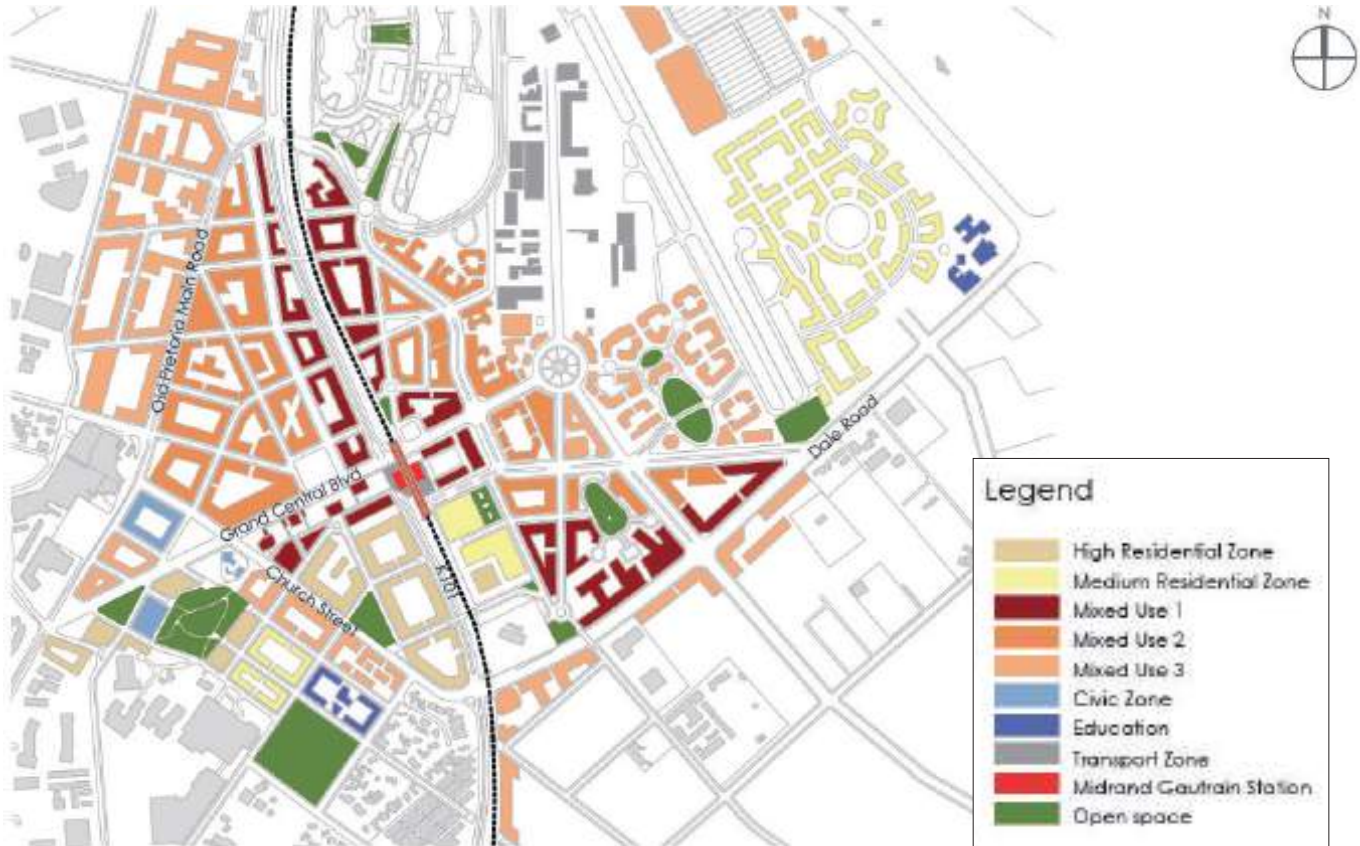 N
Old Pretoria Main Road
Grand Central Blvd
Church Street
K101
Dale Road
Legend
High Residential Zone
Medium Residential Zone
Mixed Use 1
Mixed Use 2
Mixed Use 3
Civic Zone
Education
Transport Zone
Midrand Gautrain Station
Open space